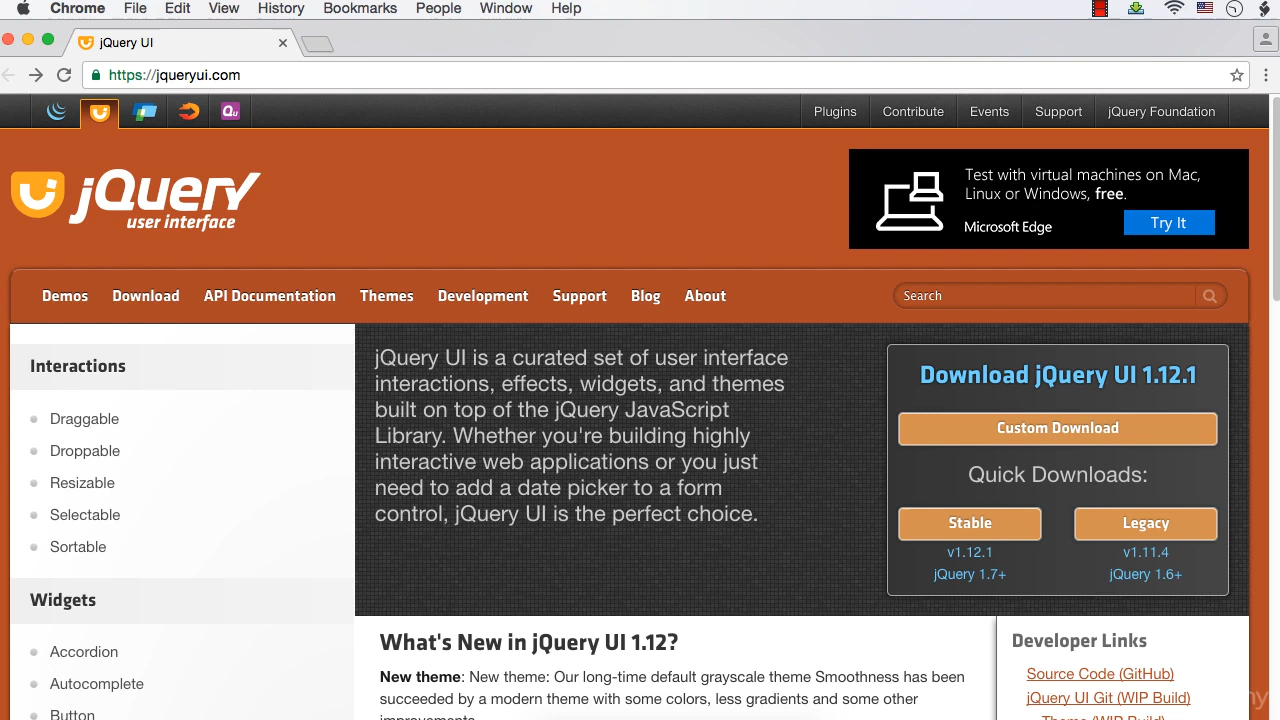 Chrome File Edit View History Bookmarks People Window Help
jQuery UI
https://jqueryui.com
Qu
Plugins Contribute Events Support jQuery Foundation
jQuery
user interface
Test with virtual machines on Mac,
Linux or Windows, free.
Microsoft Edge
Try It
Demos Download API Documentation Themes Development Support Blog About
Search
Interactions
Draggable
Droppable
Resizable
Selectable
Sortable
Widgets
Accordion
Autocomplete
Button
jQuery UI is a curated set of user interface
interactions, effects, widgets, and themes
built on top of the jQuery JavaScript
Library. Whether you're building highly
interactive web applications or you just
need to add a date picker to a form
control, jQuery UI is the perfect choice.
Download jQuery UI 1.12.1
Custom Download
Quick Downloads:
Stable Legacy
v1.12.1 v1.11.4
jQuery 1.7+ jQuery 1.6+
What's New in jQuery UI 1.12?
New theme: New theme: Our long-time default grayscale theme Smoothness has been
succeeded by a modern theme with some colors, less gradients and some other
improvements
Developer Links
Source Code (GitHub)
jQuery UI Git (WIP Build)
Theme (WIP Build)